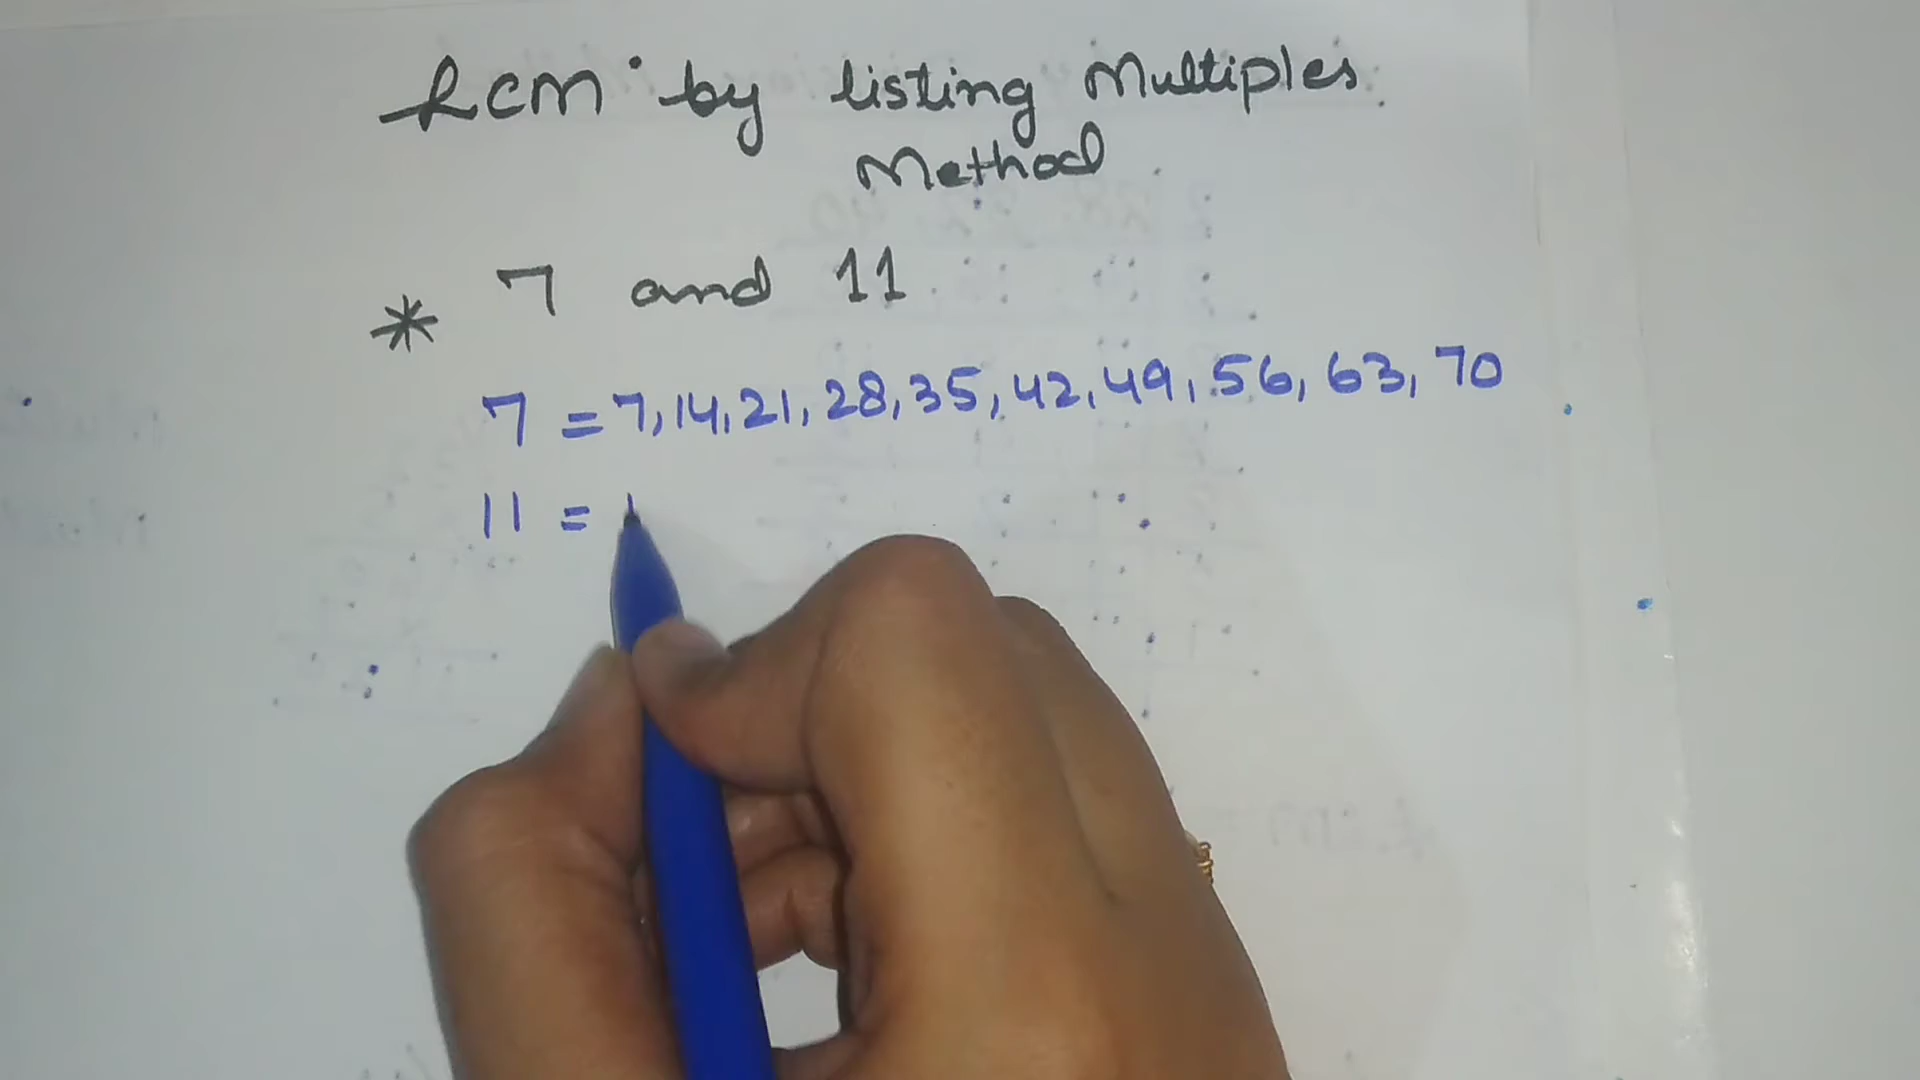 LCM by listing Multiples
Method
* 7 and 11
7 = 7, 14, 21, 28, 35, 42, 49, 56, 63, 70
11 = 1